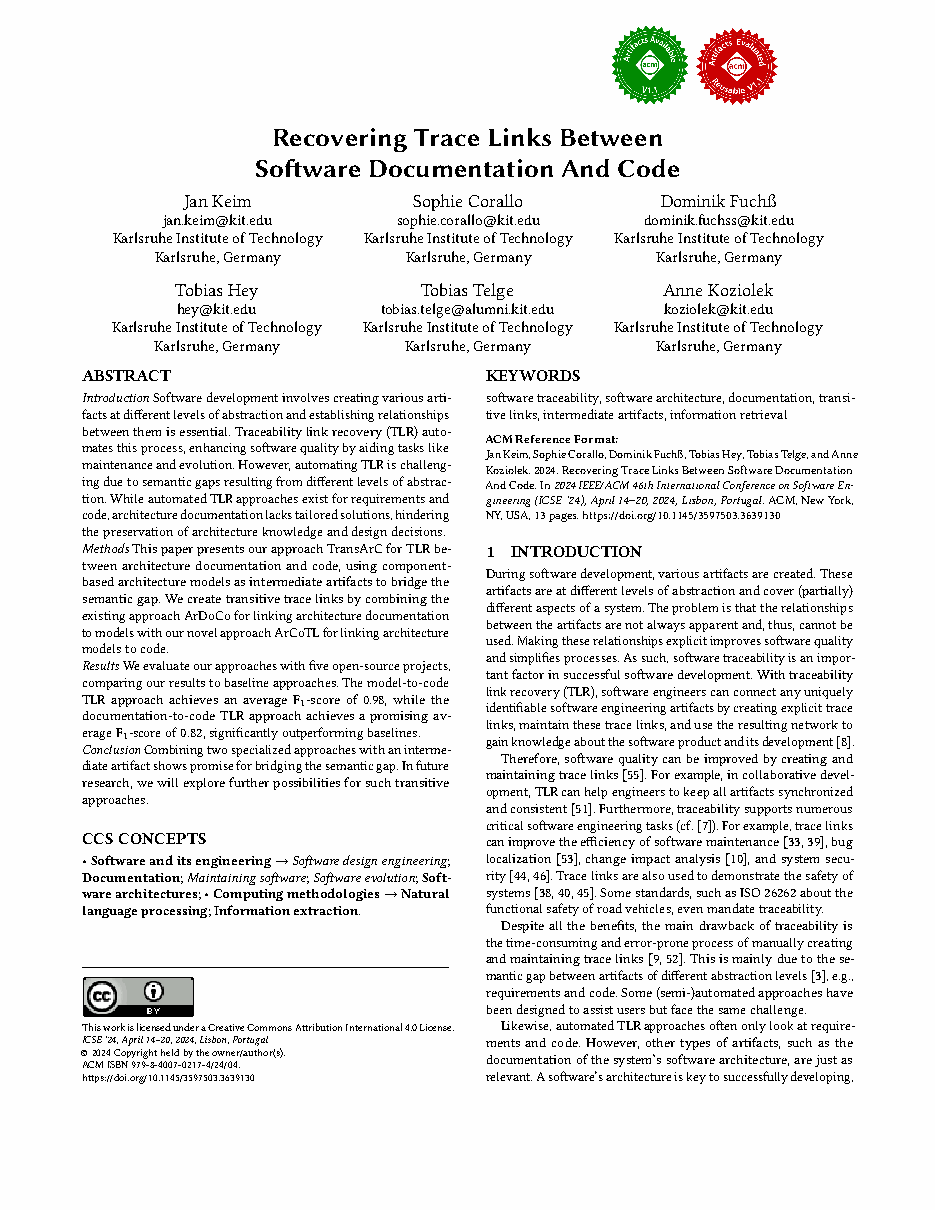 Artifacts Available
acm
V1.1
Artifacts Evaluated
acm
Reusable V1.1
Recovering Trace Links Between
Software Documentation And Code
Jan Keim
jan.keim@kit.edu
Karlsruhe Institute of Technology
Karlsruhe, Germany
Sophie Corallo
sophie.corallo@kit.edu
Karlsruhe Institute of Technology
Karlsruhe, Germany
Dominik Fuchß
dominik.fuchss@kit.edu
Karlsruhe Institute of Technology
Karlsruhe, Germany
Tobias Hey
hey@kit.edu
Karlsruhe Institute of Technology
Karlsruhe, Germany
Tobias Telge
tobias.telge@alumni.kit.edu
Karlsruhe Institute of Technology
Karlsruhe, Germany
Anne Koziolek
koziolek@kit.edu
Karlsruhe Institute of Technology
Karlsruhe, Germany
ABSTRACT
Introduction Software development involves creating various arti-
facts at different levels of abstraction and establishing relationships
between them is essential. Traceability link recovery (TLR) auto-
mates this process, enhancing software quality by aiding tasks like
maintenance and evolution. However, automating TLR is challeng-
ing due to semantic gaps resulting from different levels of abstrac-
tion. While automated TLR approaches exist for requirements and
code, architecture documentation lacks tailored solutions, hindering
the preservation of architecture knowledge and design decisions.
Methods This paper presents our approach TransArC for TLR be-
tween architecture documentation and code, using component-
based architecture models as intermediate artifacts to bridge the
semantic gap. We create transitive trace links by combining the
existing approach ArDoCo for linking architecture documentation
to models with our novel approach ArCoTL for linking architecture
models to code.
Results We evaluate our approaches with five open-source projects,
comparing our results to baseline approaches. The model-to-code
TLR approach achieves an average F1-score of 0.98, while the
documentation-to-code TLR approach achieves a promising av-
erage F1-score of 0.82, significantly outperforming baselines.
Conclusion Combining two specialized approaches with an interme-
diate artifact shows promise for bridging the semantic gap. In future
research, we will explore further possibilities for such transitive
approaches.
CCS CONCEPTS
• Software and its engineering → Software design engineering;
Documentation; Maintaining software; Software evolution; Soft-
ware architectures; • Computing methodologies → Natural
language processing; Information extraction.
cc BY
This work is licensed under a Creative Commons Attribution International 4.0 License.
ICSE '24, April 14–20, 2024, Lisbon, Portugal
© 2024 Copyright held by the owner/author(s).
ACM ISBN 979-8-4007-0217-4/24/04.
https://doi.org/10.1145/3597503.3639130
KEYWORDS
software traceability, software architecture, documentation, transi-
tive links, intermediate artifacts, information retrieval
ACM Reference Format:
Jan Keim, Sophie Corallo, Dominik Fuchß, Tobias Hey, Tobias Telge, and Anne
Koziolek. 2024. Recovering Trace Links Between Software Documentation
And Code. In 2024 IEEE/ACM 46th International Conference on Software En-
gineering (ICSE '24), April 14–20, 2024, Lisbon, Portugal. ACM, New York,
NY, USA, 13 pages. https://doi.org/10.1145/3597503.3639130
1 INTRODUCTION
During software development, various artifacts are created. These
artifacts are at different levels of abstraction and cover (partially)
different aspects of a system. The problem is that the relationships
between the artifacts are not always apparent and, thus, cannot be
used. Making these relationships explicit improves software quality
and simplifies processes. As such, software traceability is an impor-
tant factor in successful software development. With traceability
link recovery (TLR), software engineers can connect any uniquely
identifiable software engineering artifacts by creating explicit trace
links, maintain these trace links, and use the resulting network to
gain knowledge about the software product and its development [8].
Therefore, software quality can be improved by creating and
maintaining trace links [55]. For example, in collaborative devel-
opment, TLR can help engineers to keep all artifacts synchronized
and consistent [51]. Furthermore, traceability supports numerous
critical software engineering tasks (cf. [7]). For example, trace links
can improve the efficiency of software maintenance [33, 39], bug
localization [53], change impact analysis [10], and system secu-
rity [44, 46]. Trace links are also used to demonstrate the safety of
systems [38, 40, 45]. Some standards, such as ISO 26262 about the
functional safety of road vehicles, even mandate traceability.
Despite all the benefits, the main drawback of traceability is
the time-consuming and error-prone process of manually creating
and maintaining trace links [9, 52]. This is mainly due to the se-
mantic gap between artifacts of different abstraction levels [3], e.g.,
requirements and code. Some (semi-)automated approaches have
been designed to assist users but face the same challenge.
Likewise, automated TLR approaches often only look at require-
ments and code. However, other types of artifacts, such as the
documentation of the system's software architecture, are just as
relevant. A software's architecture is key to successfully developing,